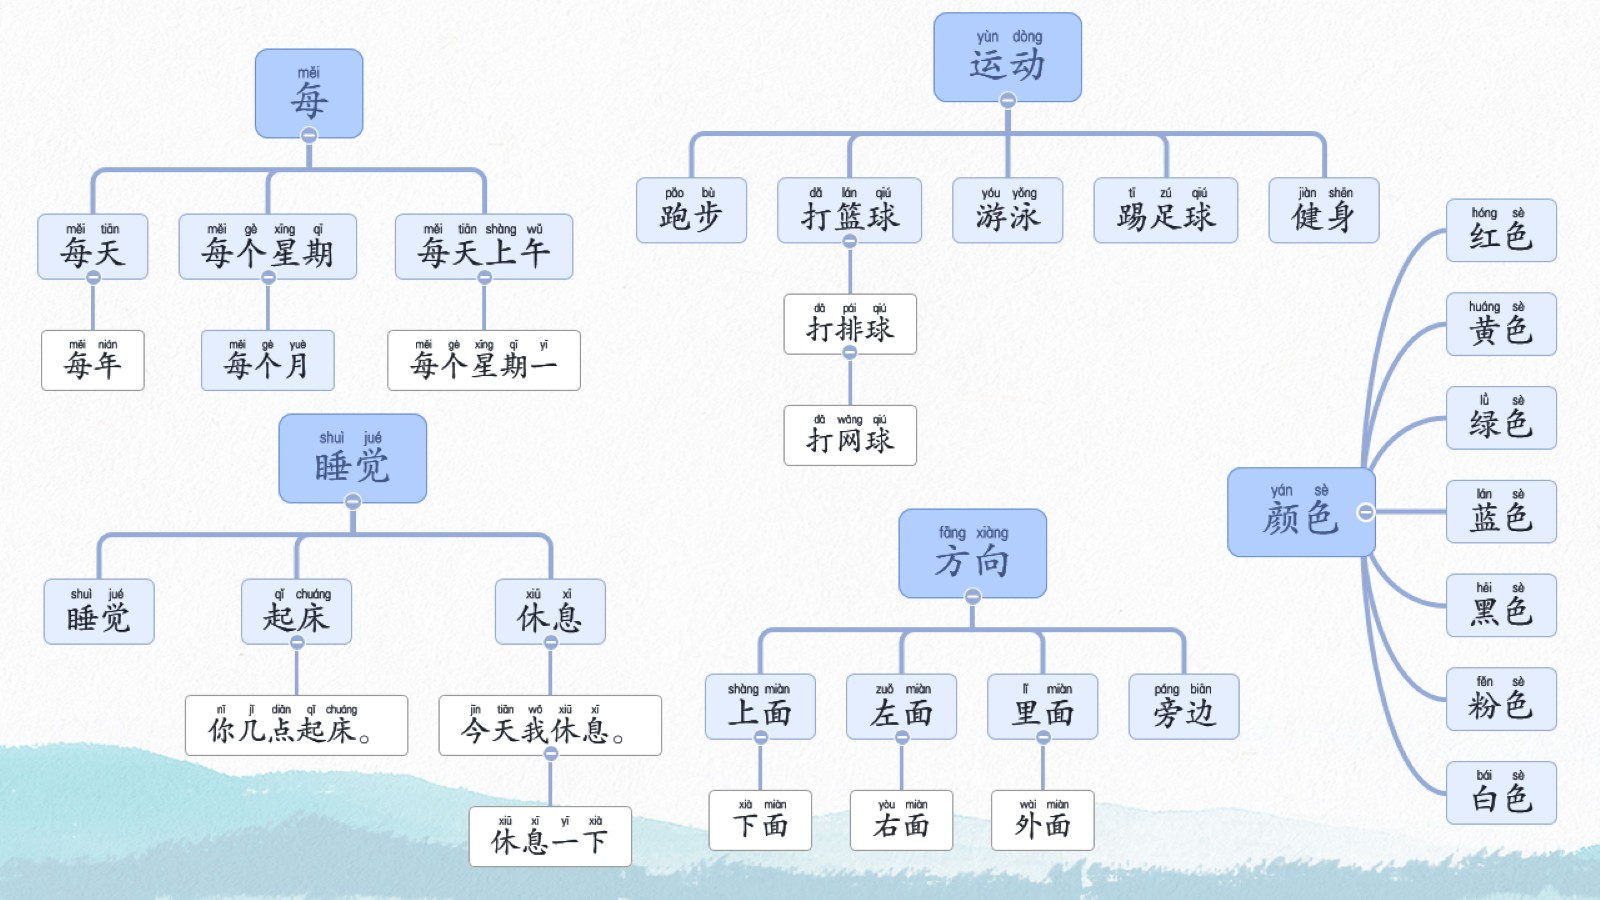 měi
每
měi tiān
每天
měi gè xīng qī
每个星期
měi tiān shàng wǔ
每天上午
měi nián
每年
měi gè yuè
每个月
měi gè xīng qī yī
每个星期一
shuì jué
睡觉
shuì jué
睡觉
qǐ chuáng
起床
xiū xi
休息
nǐ jǐ diǎn qǐ chuáng
你几点起床。
jīn tiān wǒ xiū xī
今天我休息。
xiū xī yī xià
休息一下
yùn dòng
运动
pǎo bù
跑步
dǎ lán qiú
打篮球
yóu yǒng
游泳
tī zú qiú
踢足球
jiàn shēn
健身
dǎ pái qiú
打排球
dǎ wǎng qiú
打网球
fāng xiàng
方向
shàng miàn
上面
zuǒ miàn
左面
lǐ miàn
里面
páng biān
旁边
xià miàn
下面
yòu miàn
右面
wài miàn
外面
yán sè
颜色
hóng sè
红色
huáng sè
黄色
lǜ sè
绿色
lán sè
蓝色
hēi sè
黑色
fěn sè
粉色
bái sè
白色